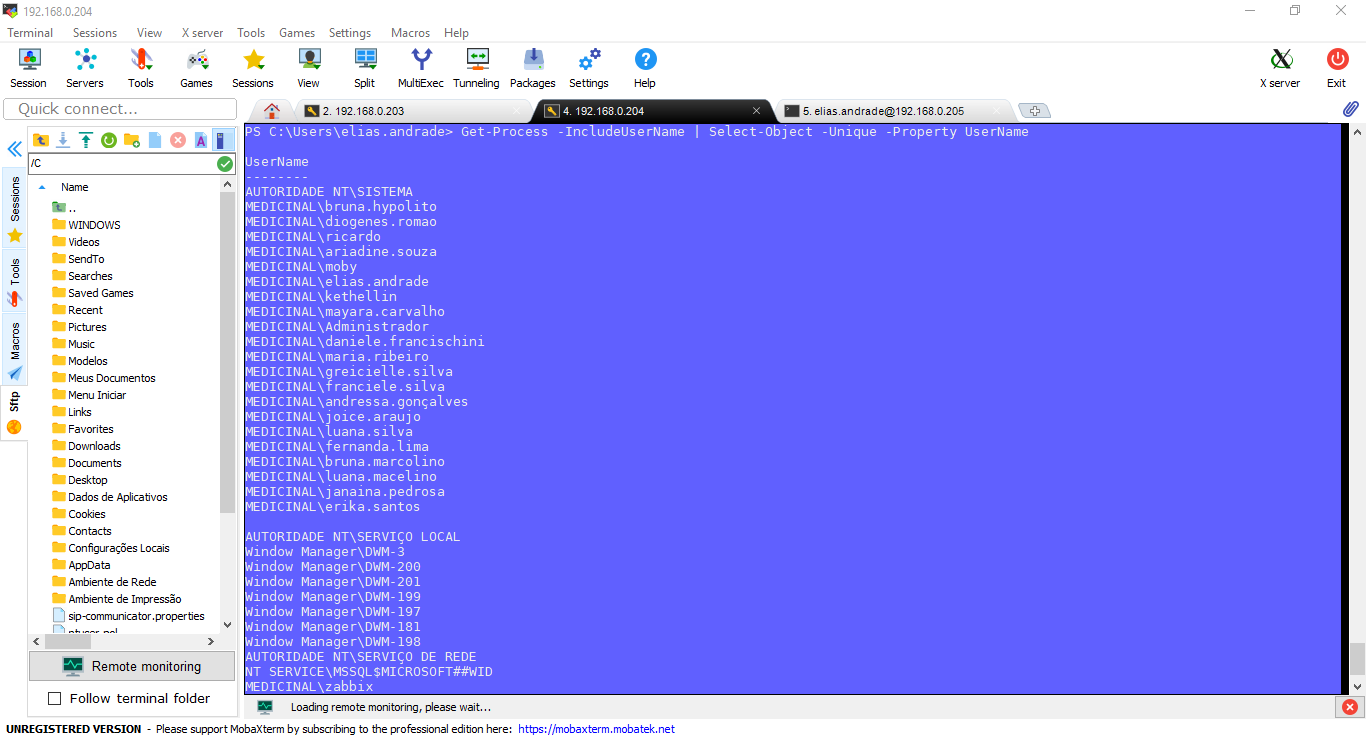 192.168.0.204
Terminal Sessions View X server Tools Games Settings Macros Help
Session Servers Tools Games Sessions View Split MultiExec Tunneling Packages Settings Help X server Exit
Quick connect...
2. 192.168.0.203
4. 192.168.0.204
5. elias.andrade@192.168.0.205
/C
Sessions
Tools
Macros
Sftp
Name
..
WINDOWS
Videos
SendTo
Searches
Saved Games
Recent
Pictures
Music
Modelos
Meus Documentos
Menu Iniciar
Links
Favorites
Downloads
Documents
Desktop
Dados de Aplicativos
Cookies
Contacts
Configurações Locais
AppData
Ambiente de Rede
Ambiente de Impressão
sip-communicator.properties
Remote monitoring
Follow terminal folder
PS C:\Users\elias.andrade> Get-Process -IncludeUserName | Select-Object -Unique -Property UserName
UserName
--------
AUTORIDADE NT\SISTEMA
MEDICINAL\bruna.hypolito
MEDICINAL\diogenes.romao
MEDICINAL\ricardo
MEDICINAL\ariadine.souza
MEDICINAL\moby
MEDICINAL\elias.andrade
MEDICINAL\kethellin
MEDICINAL\mayara.carvalho
MEDICINAL\Administrador
MEDICINAL\daniele.francischini
MEDICINAL\maria.ribeiro
MEDICINAL\greicielle.silva
MEDICINAL\franciele.silva
MEDICINAL\andressa.gonçalves
MEDICINAL\joice.araujo
MEDICINAL\luana.silva
MEDICINAL\fernanda.lima
MEDICINAL\bruna.marcolino
MEDICINAL\luana.macelino
MEDICINAL\janaina.pedrosa
MEDICINAL\erika.santos
AUTORIDADE NT\SERVIÇO LOCAL
Window Manager\DWM-3
Window Manager\DWM-200
Window Manager\DWM-201
Window Manager\DWM-199
Window Manager\DWM-197
Window Manager\DWM-181
Window Manager\DWM-198
AUTORIDADE NT\SERVIÇO DE REDE
NT SERVICE\MSSQL$MICROSOFT##WID
MEDICINAL\zabbix
Loading remote monitoring, please wait...
UNREGISTERED VERSION - Please support MobaXterm by subscribing to the professional edition here: https://mobaxterm.mobatek.net